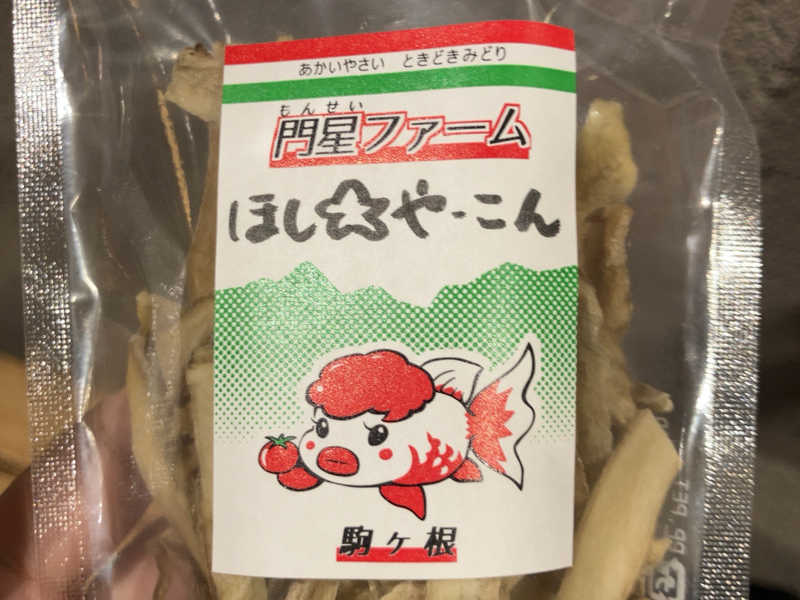 あかいやさい ときどきみどり
もんせい
門星ファーム
ほし☆や-こん
駒ヶ根